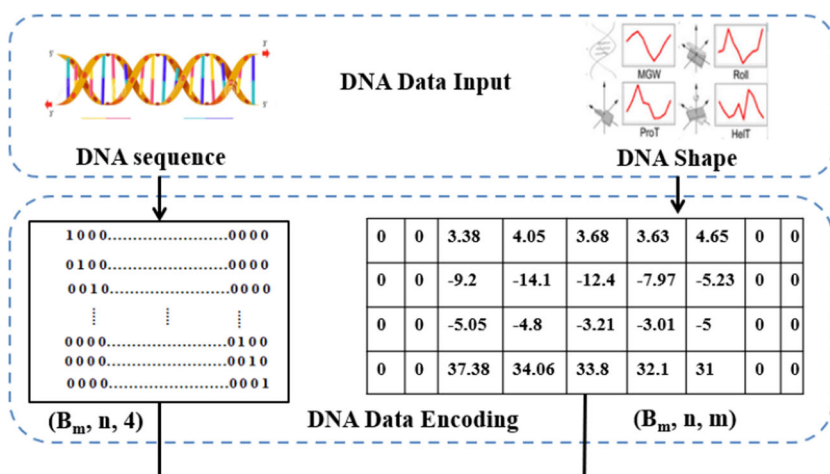 5' 3'
MGW Roll
DNA Data Input
3' 5'
ProT HelT
DNA sequence DNA Shape
1000........................0000
0100........................0000
0010........................0000
0000........................0100
0000........................0010
0000........................0001
0 0 3.38 4.05 3.68 3.63 4.65 0 0
0 0 -9.2 -14.1 -12.4 -7.97 -5.23 0 0
0 0 -5.05 -4.8 -3.21 -3.01 -5 0 0
0 0 37.38 34.06 33.8 32.1 31 0 0
(Bm, n, 4) DNA Data Encoding (Bm, n, m)